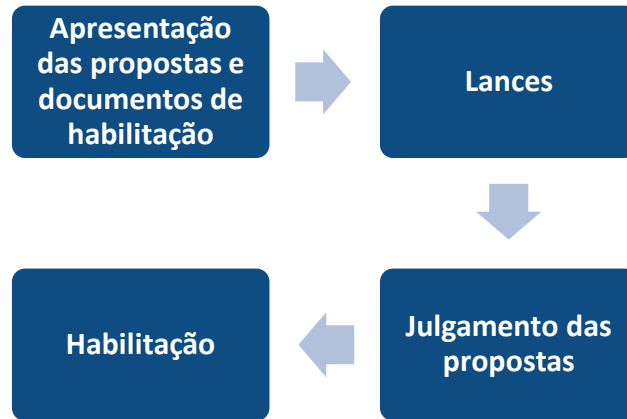 Apresentação
das propostas e
documentos de
habilitação
Lances
Julgamento das
propostas
Habilitação